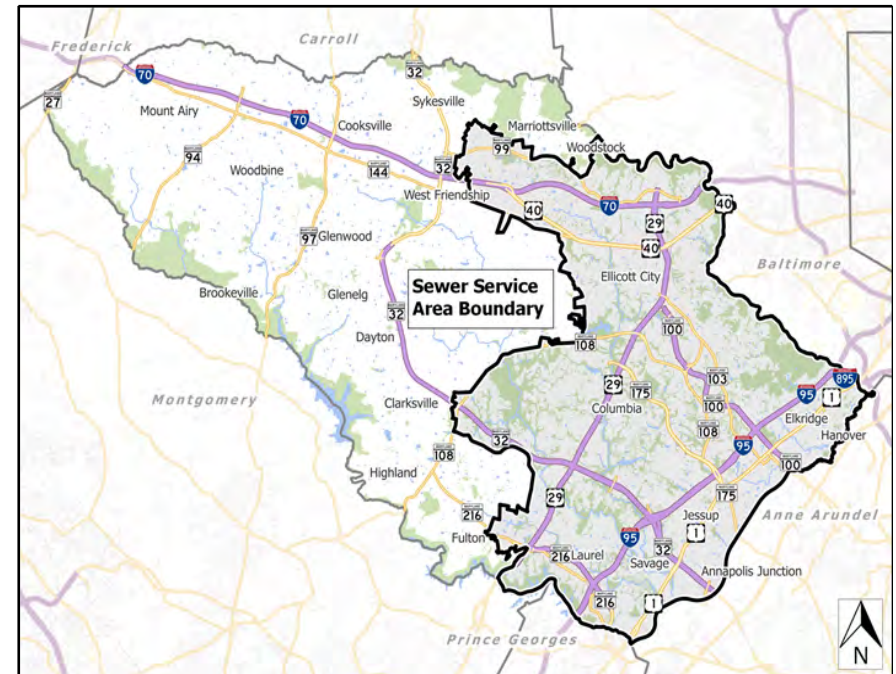 Frederick
Carroll
70
32
27
Mount Airy
Sykesville
70
Cooksville
Marriottsville
99
Woodstock
94
Woodbine
144
32
West Friendship
70
40
40
29
97
Glenwood
40
Ellicott City
Baltimore
Brookeville
Glenelg
Sewer Service
Area Boundary
32
Dayton
108
100
Montgomery
Clarksville
29
175
103
95
895
Columbia
100
1
Elkridge
108
Hanover
32
95
108
100
Highland
29
175
216
Jessup
Anne Arundel
Fulton
95
1
216
Laurel
32
Savage
Annapolis Junction
216
1
Prince Georges
N